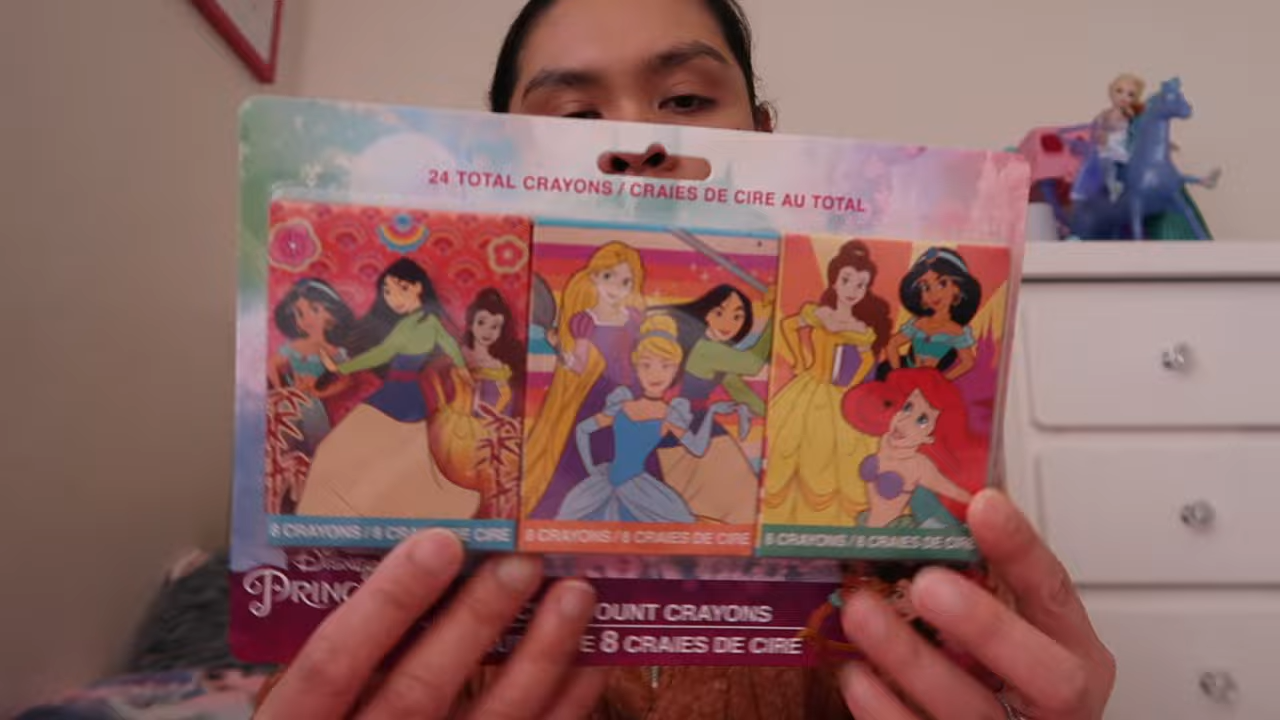 24 TOTAL CRAYONS / CRAIES DE CIRE AU TOTAL
8 CRAYONS / 8 CRAIES DE CIRE
8 CRAYONS / 8 CRAIES DE CIRE
8 CRAYONS / 8 CRAIES DE CIRE
Disney
PRINC
OUNT CRAYONS
8 CRAIES DE CIRE